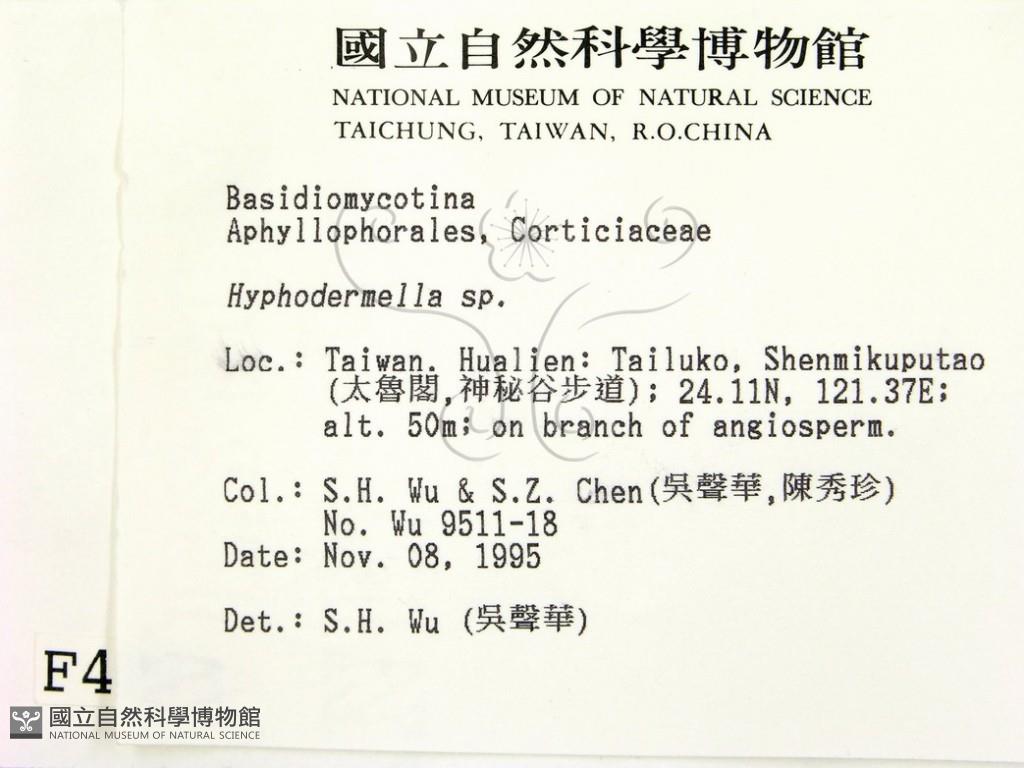 國立自然科學博物館
NATIONAL MUSEUM OF NATURAL SCIENCE
TAICHUNG, TAIWAN, R.O.CHINA
Basidiomycotina
Aphyllophorales, Corticiaceae
Hyphodermella sp.
Loc.: Taiwan. Hualien: Tailuko, Shenmikuputao
(太魯閣,神秘谷步道); 24.11N, 121.37E;
alt. 50m; on branch of angiosperm.
Col.: S.H. Wu & S.Z. Chen(吳聲華,陳秀珍)
No. Wu 9511-18
Date: Nov. 08, 1995
Det.: S.H. Wu (吳聲華)
F4
國立自然科學博物館
NATIONAL MUSEUM OF NATURAL SCIENCE